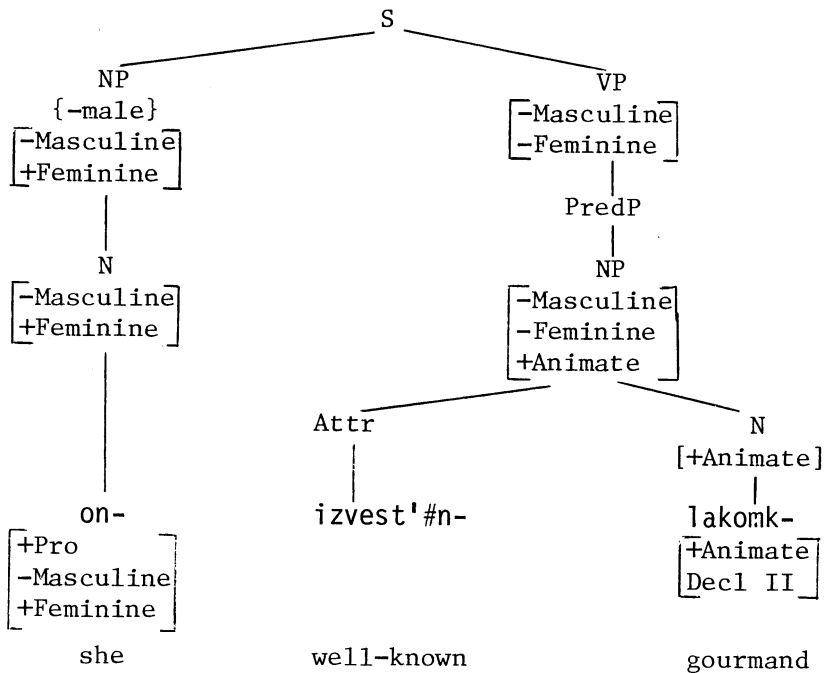 S
NP VP
{-male} [-Masculine
[-Masculine -Feminine]
+Feminine] PredP
N NP
[-Masculine [-Masculine
+Feminine] -Feminine
+Animate]
Attr N
[+Animate]
on- izvest'#n- lakomk-
[+Pro [+Animate
-Masculine Decl II]
+Feminine]
she well-known gourmand